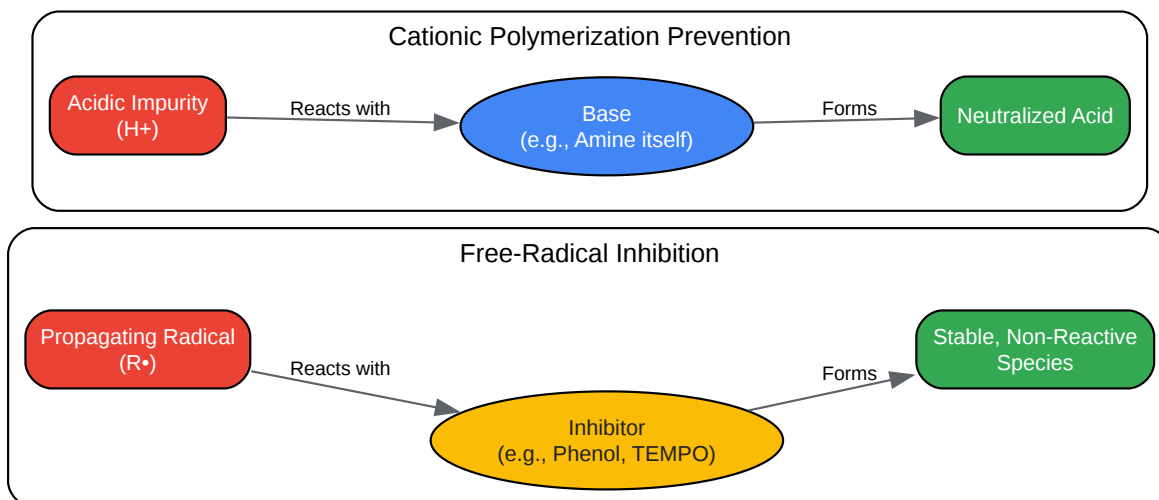 Cationic Polymerization Prevention
Acidic Impurity
(H+)
Reacts with
Base
(e.g., Amine itself)
Forms
Neutralized Acid
Free-Radical Inhibition
Propagating Radical
(R•)
Reacts with
Inhibitor
(e.g., Phenol, TEMPO)
Forms
Stable, Non-Reactive
Species